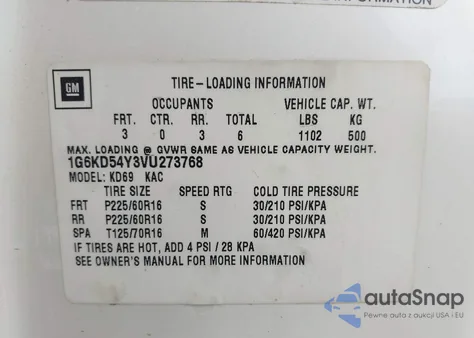 INFORMATION
GM
TIRE-LOADING INFORMATION
OCCUPANTS VEHICLE CAP. WT.
FRT. CTR. RR. TOTAL LBS KG
3 0 3 6 1102 500
MAX. LOADING @ GVWR SAME AS VEHICLE CAPACITY WEIGHT.
1G6KD54Y3VU273768
MODEL: KD69 KAC
TIRE SIZE SPEED RTG COLD TIRE PRESSURE
FRT P225/60R16 S 30/210 PSI/KPA
RR P225/60R16 S 30/210 PSI/KPA
SPA T125/70R16 M 60/420 PSI/KPA
IF TIRES ARE HOT, ADD 4 PSI / 28 KPA
SEE OWNER'S MANUAL FOR MORE INFORMATION
autoSnap
Pewne auta z aukcji USA i EU